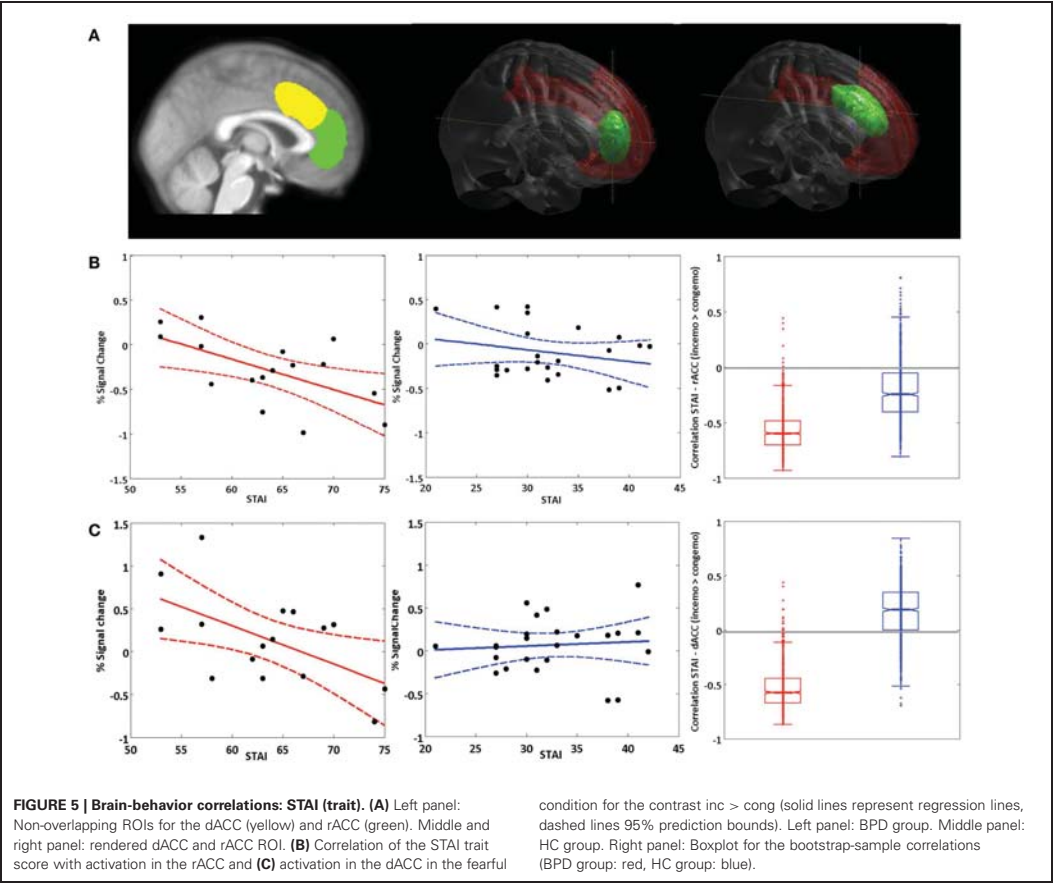 A
B
1
0.5
0
-0.5
-1
-1.5
50
55
60
65
70
75
STAI
% Signal Change
20
25
30
35
40
45
STAI
% Signal Change
1
0.5
0
-0.5
-1
Correlation STAI - rACC (incemo > congemo)
C
1.5
1
0.5
0
-0.5
-1
50
55
60
65
70
75
STAI
% Signal change
1.5
1
0.5
0
-0.5
-1
20
25
30
35
40
45
STAI
% Signal Change
1
0.5
0
-0.5
-1
Correlation STAI - dACC (incemo > congemo)
FIGURE 5 | Brain-behavior correlations: STAI (trait). (A) Left panel:
Non-overlapping ROIs for the dACC (yellow) and rACC (green). Middle and
right panel: rendered dACC and rACC ROI. (B) Correlation of the STAI trait
score with activation in the rACC and (C) activation in the dACC in the fearful
condition for the contrast inc > cong (solid lines represent regression lines,
dashed lines 95% prediction bounds). Left panel: BPD group. Middle panel:
HC group. Right panel: Boxplot for the bootstrap-sample correlations
(BPD group: red, HC group: blue).